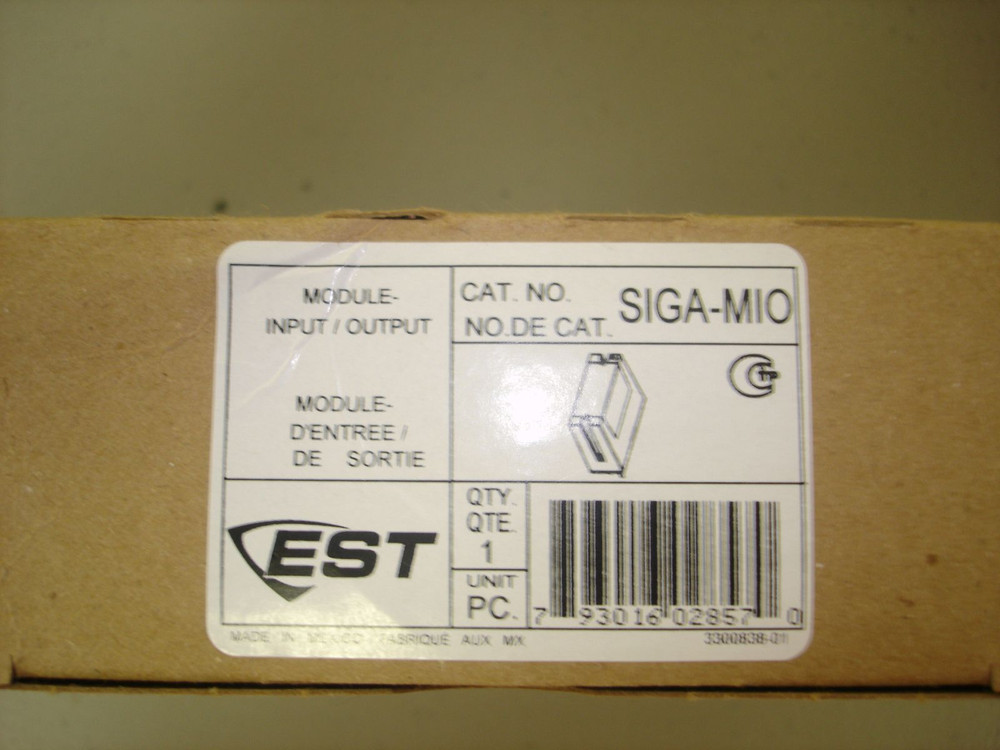 MODULE-
INPUT / OUTPUT
MODULE-
D'ENTREE /
DE SORTIE
CAT. NO.
NO.DE CAT.
SIGA-MIO
EST
QTY.
QTE.
1
UNIT
PC.
7 93016 02857 0
MADE IN MEXICO / FABRIQUE AUX MX
3300838-01